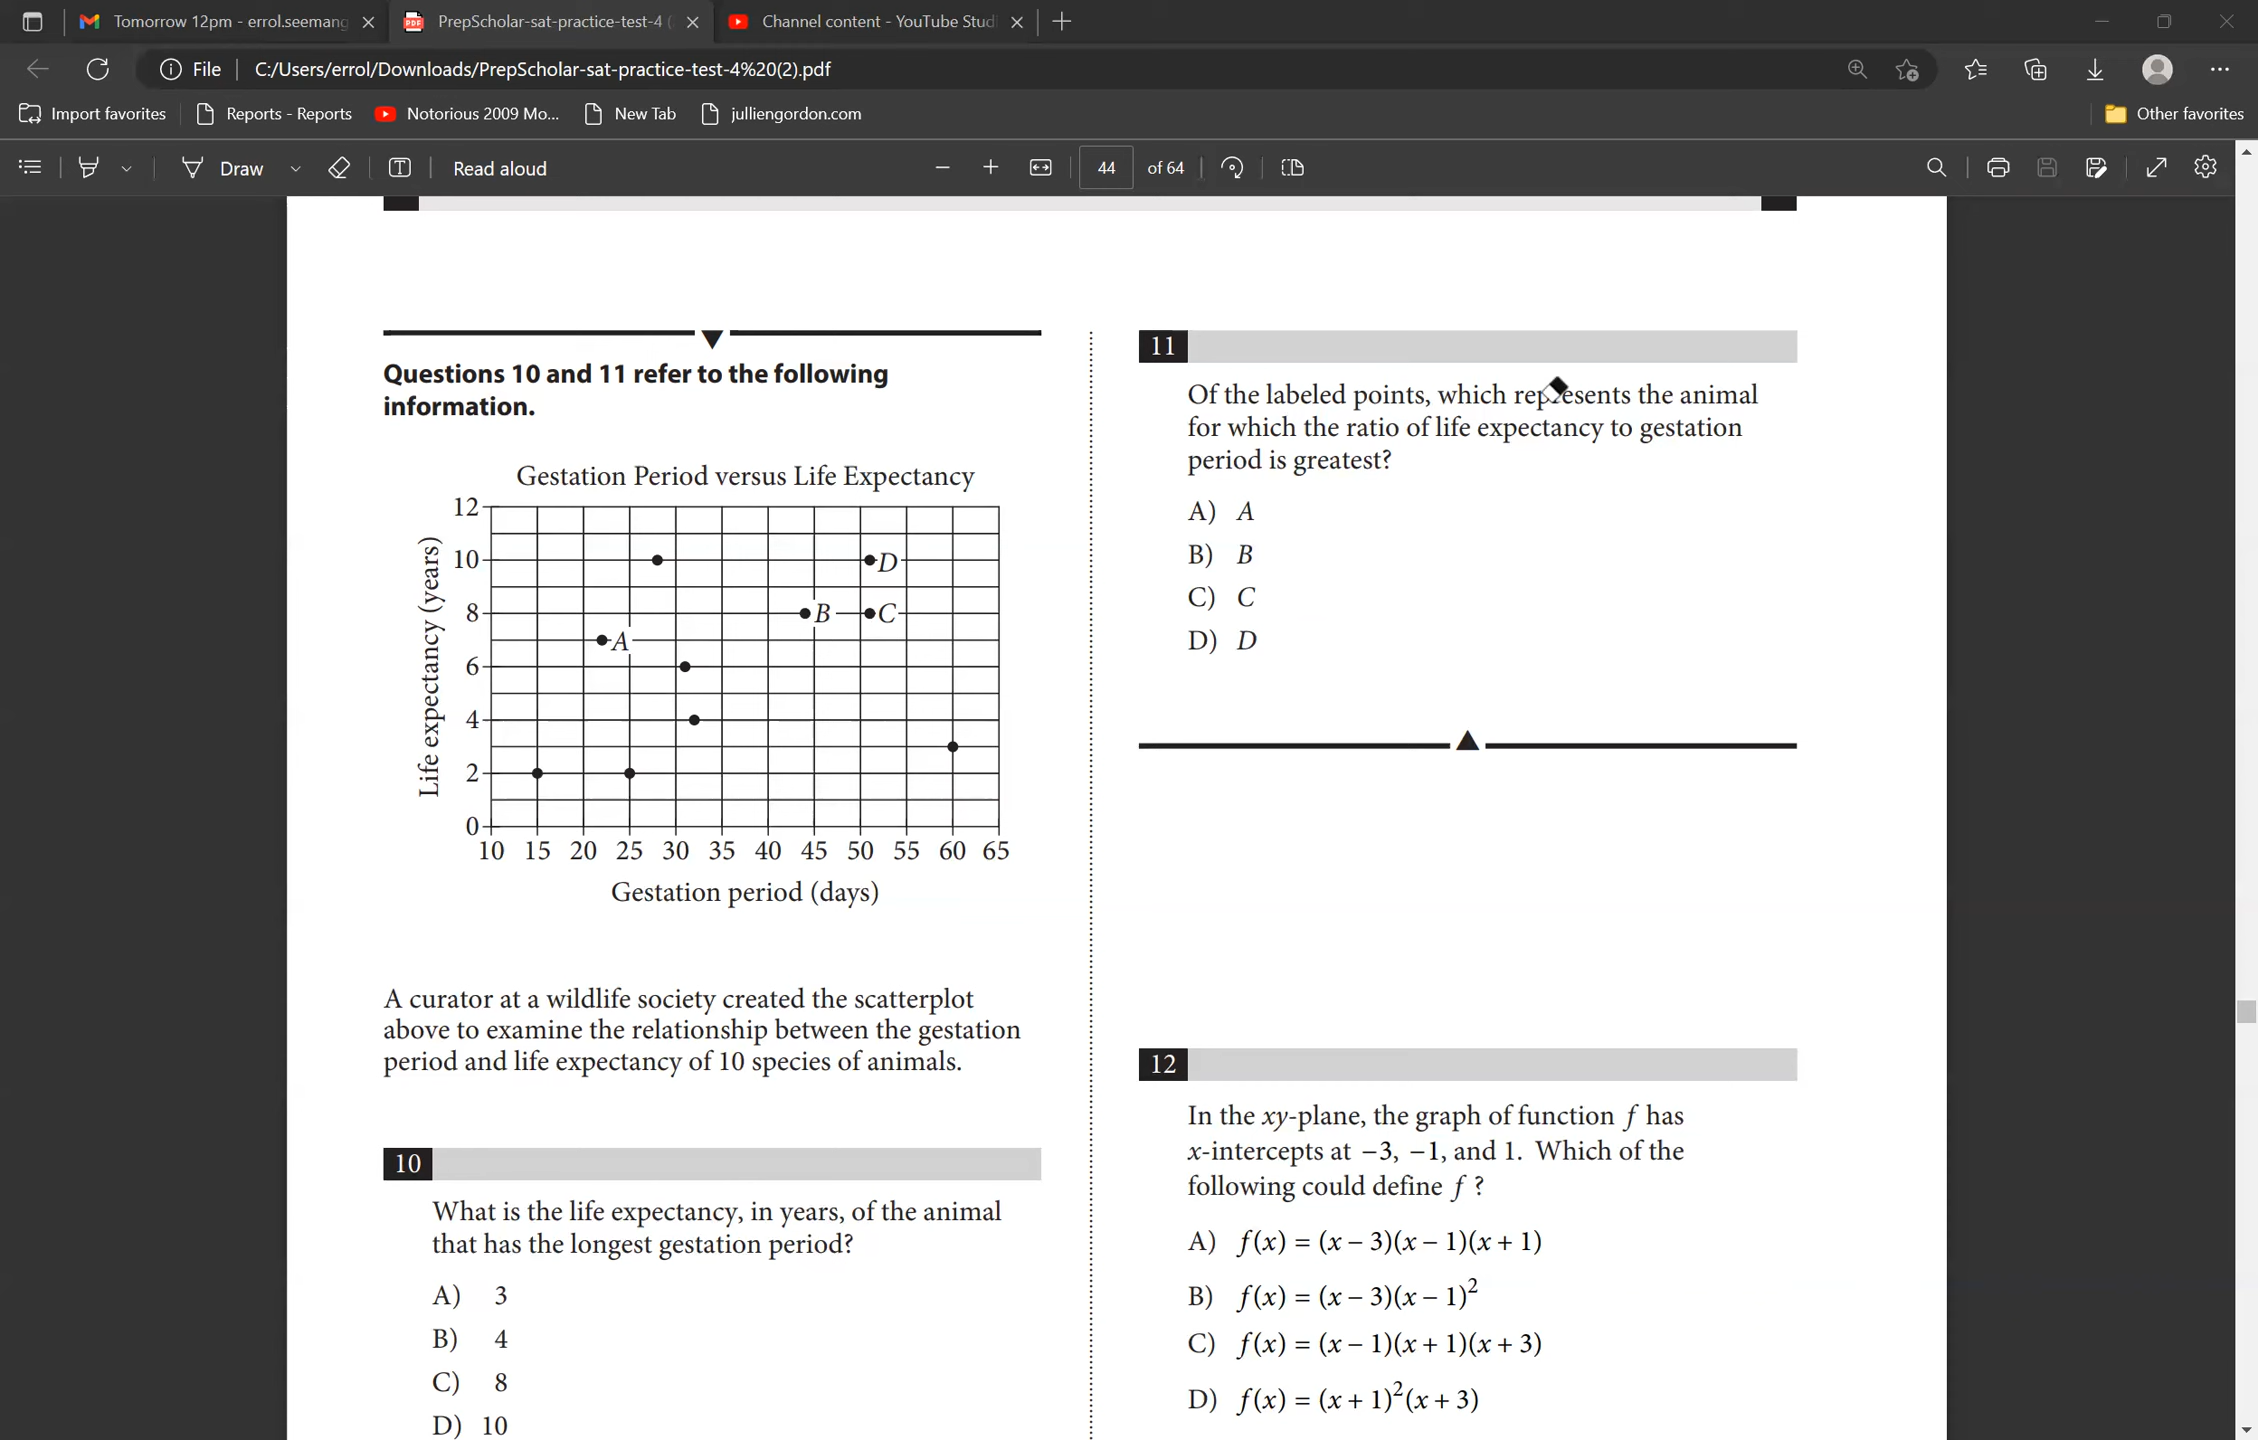 Tomorrow 12pm - errol.seemang
PrepScholar-sat-practice-test-4 (
Channel content - YouTube Studi
File
C:/Users/errol/Downloads/PrepScholar-sat-practice-test-4%20(2).pdf
Import favorites
Reports - Reports
Notorious 2009 Mo...
New Tab
julliengordon.com
Other favorites
Draw
Read aloud
44 of 64
Questions 10 and 11 refer to the following
information.
Gestation Period versus Life Expectancy
Life expectancy (years)
12
10
8
6
4
2
0
D
B
C
A
10 15 20 25 30 35 40 45 50 55 60 65
Gestation period (days)
A curator at a wildlife society created the scatterplot
above to examine the relationship between the gestation
period and life expectancy of 10 species of animals.
10
What is the life expectancy, in years, of the animal
that has the longest gestation period?
A) 3
B) 4
C) 8
D) 10
11
Of the labeled points, which represents the animal
for which the ratio of life expectancy to gestation
period is greatest?
A) A
B) B
C) C
D) D
12
In the xy-plane, the graph of function f has
x-intercepts at −3, −1, and 1. Which of the
following could define f ?
A) f(x) = (x − 3)(x − 1)(x + 1)
B) f(x) = (x − 3)(x − 1)²
C) f(x) = (x − 1)(x + 1)(x + 3)
D) f(x) = (x + 1)²(x + 3)